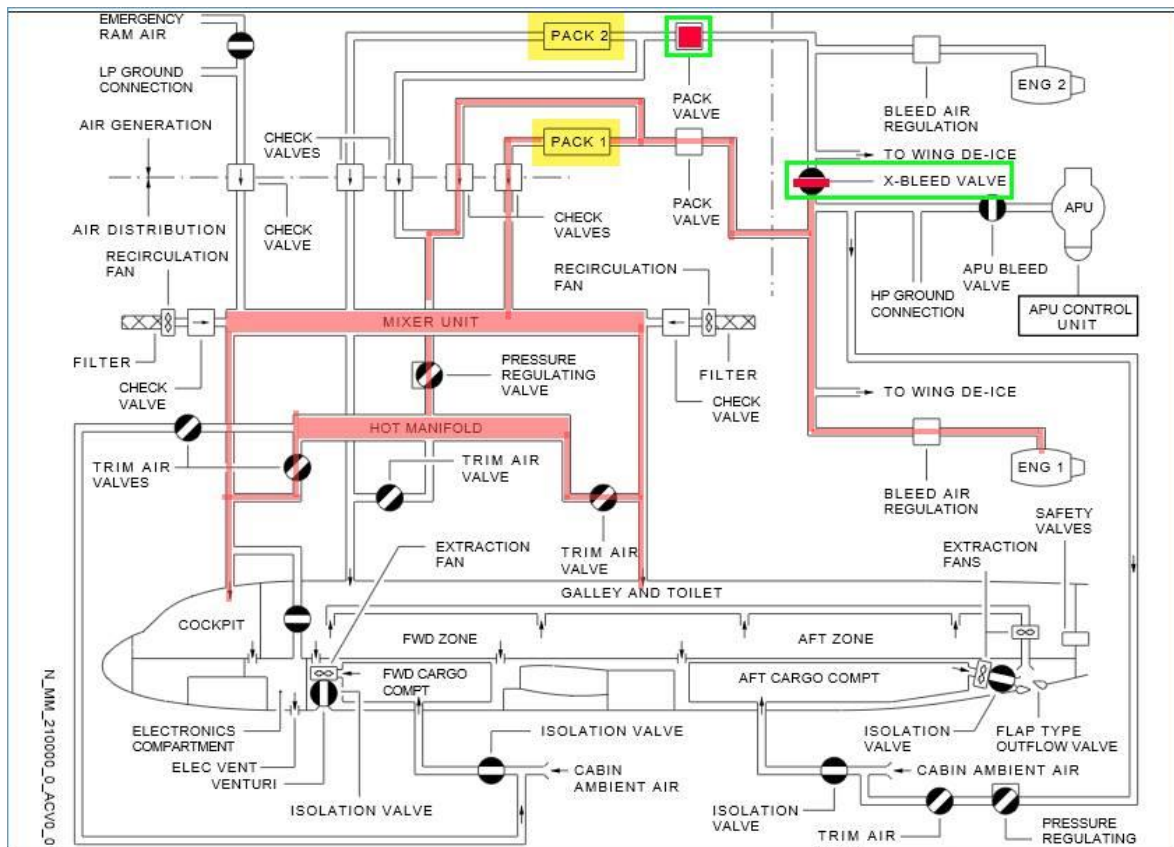 EMERGENCY
RAM AIR
LP GROUND
CONNECTION
AIR GENERATION
AIR DISTRIBUTION
CHECK
VALVES
CHECK
VALVE
PACK 2
PACK 1
PACK
VALVE
PACK
VALVE
CHECK
VALVES
ENG 2
BLEED AIR
REGULATION
TO WING DE-ICE
X-BLEED VALVE
APU
APU BLEED
VALVE
HP GROUND
CONNECTION
APU CONTROL
UNIT
RECIRCULATION
FAN
FILTER
CHECK
VALVE
MIXER UNIT
RECIRCULATION
FAN
FILTER
CHECK
VALVE
PRESSURE
REGULATING
VALVE
TO WING DE-ICE
HOT MANIFOLD
ENG 1
BLEED AIR
REGULATION
TRIM AIR
VALVES
TRIM AIR
VALVE
TRIM AIR
VALVE
SAFETY
VALVES
EXTRACTION
FAN
EXTRACTION
FANS
GALLEY AND TOILET
COCKPIT
FWD ZONE
AFT ZONE
FWD CARGO
COMPT
AFT CARGO COMPT
ELECTRONICS
COMPARTMENT
ELEC VENT
VENTURI
ISOLATION VALVE
ISOLATION VALVE
CABIN
AMBIENT AIR
ISOLATION
VALVE
FLAP TYPE
OUTFLOW VALVE
CABIN AMBIENT AIR
ISOLATION
VALVE
TRIM AIR
PRESSURE
REGULATING
N_MM_210000_0_ACV0_0